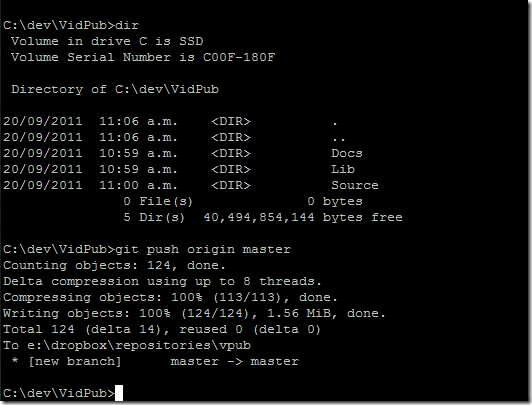 C:\dev\VidPub>dir
Volume in drive C is SSD
Volume Serial Number is C00F-180F
Directory of C:\dev\VidPub
20/09/2011  11:06 a.m.    <DIR>          .
20/09/2011  11:06 a.m.    <DIR>          ..
20/09/2011  10:59 a.m.    <DIR>          Docs
20/09/2011  10:59 a.m.    <DIR>          Lib
20/09/2011  11:00 a.m.    <DIR>          Source
0 File(s)              0 bytes
5 Dir(s)  40,494,854,144 bytes free
C:\dev\VidPub>git push origin master
Counting objects: 124, done.
Delta compression using up to 8 threads.
Compressing objects: 100% (113/113), done.
Writing objects: 100% (124/124), 1.56 MiB, done.
Total 124 (delta 14), reused 0 (delta 0)
To e:\dropbox\repositories\vpub
* [new branch]      master -> master
C:\dev\VidPub>